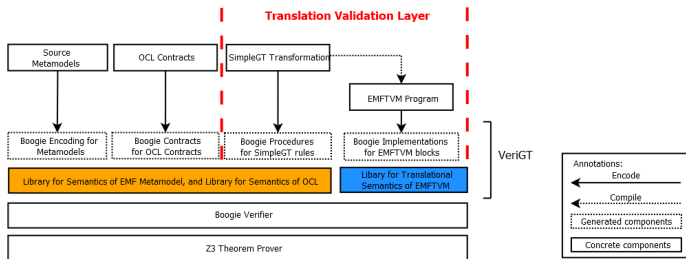 Translation Validation Layer
Source
Metamodels
OCL Contracts
SimpleGT Transformation
EMFTVM Program
Boogie Encoding for
Metamodels
Boogie Contracts
for OCL Contracts
Boogie Procedures
for SimpleGT rules
Boogie Implementations
for EMFTVM blocks
VeriGT
Library for Semantics of EMF Metamodel, and Library for Semantics of OCL
Libary for Translational
Semantics of EMFTVM
Boogie Verifier
Z3 Theorem Prover
Annotations:
Encode
Compile
Generated components
Concrete components